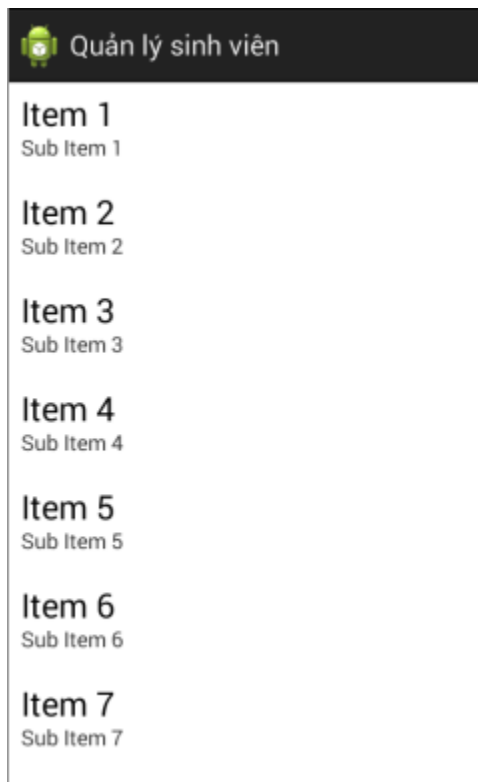 Quản lý sinh viên
Item 1
Sub Item 1
Item 2
Sub Item 2
Item 3
Sub Item 3
Item 4
Sub Item 4
Item 5
Sub Item 5
Item 6
Sub Item 6
Item 7
Sub Item 7